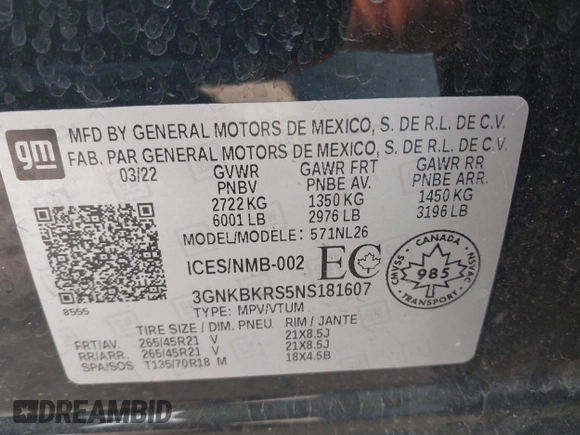 gm
MFD BY GENERAL MOTORS DE MEXICO, S. DE R.L. DE C.V.
FAB. PAR GENERAL MOTORS DE MEXICO, S. DE R.L. DE C.V.
03/22 GVWR GAWR FRT GAWR RR
PNBV PNBE AV. PNBE ARR.
2722 KG 1350 KG 1450 KG
6001 LB 2976 LB 3196 LB
MODEL/MODÈLE: 571NL26
ICES/NMB-002 EC
CANADA
CMVSS 985 NSVAC
3GNKBKRS5NS181607
8555
TYPE: MPV/VTUM
TIRE SIZE / DIM. PNEU RIM / JANTE
FRT/AV. 265/45R21 V 21X8.5J
RR/ARR. 265/45R21 V 21X8.5J
SPA/SOS T135/70R18 M 18X4.5B
DREAMBID